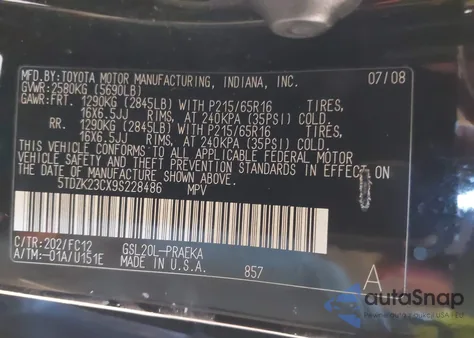 MFD.BY:TOYOTA MOTOR MANUFACTURING, INDIANA, INC. 07/08
GVWR:2580KG(5690LB)
GAWR:FRT. 1290KG(2845LB)WITH P215/65R16 TIRES,
16X6.5JJ RIMS, AT 240KPA(35PSI)COLD.
RR. 1290KG(2845LB)WITH P215/65R16 TIRES,
16X6.5JJ RIMS, AT 240KPA(35PSI)COLD.
THIS VEHICLE CONFORMS TO ALL APPLICABLE FEDERAL MOTOR
VEHICLE SAFETY AND THEFT PREVENTION STANDARDS IN EFFECT ON
THE DATE OF MANUFACTURE SHOWN ABOVE.
5TDZK23CX9S228486 MPV
C/TR:202/FC12 GSL20L-PRAEKA
A/TM:-01A/U151E MADE IN U.S.A. 857 A
autoSnap